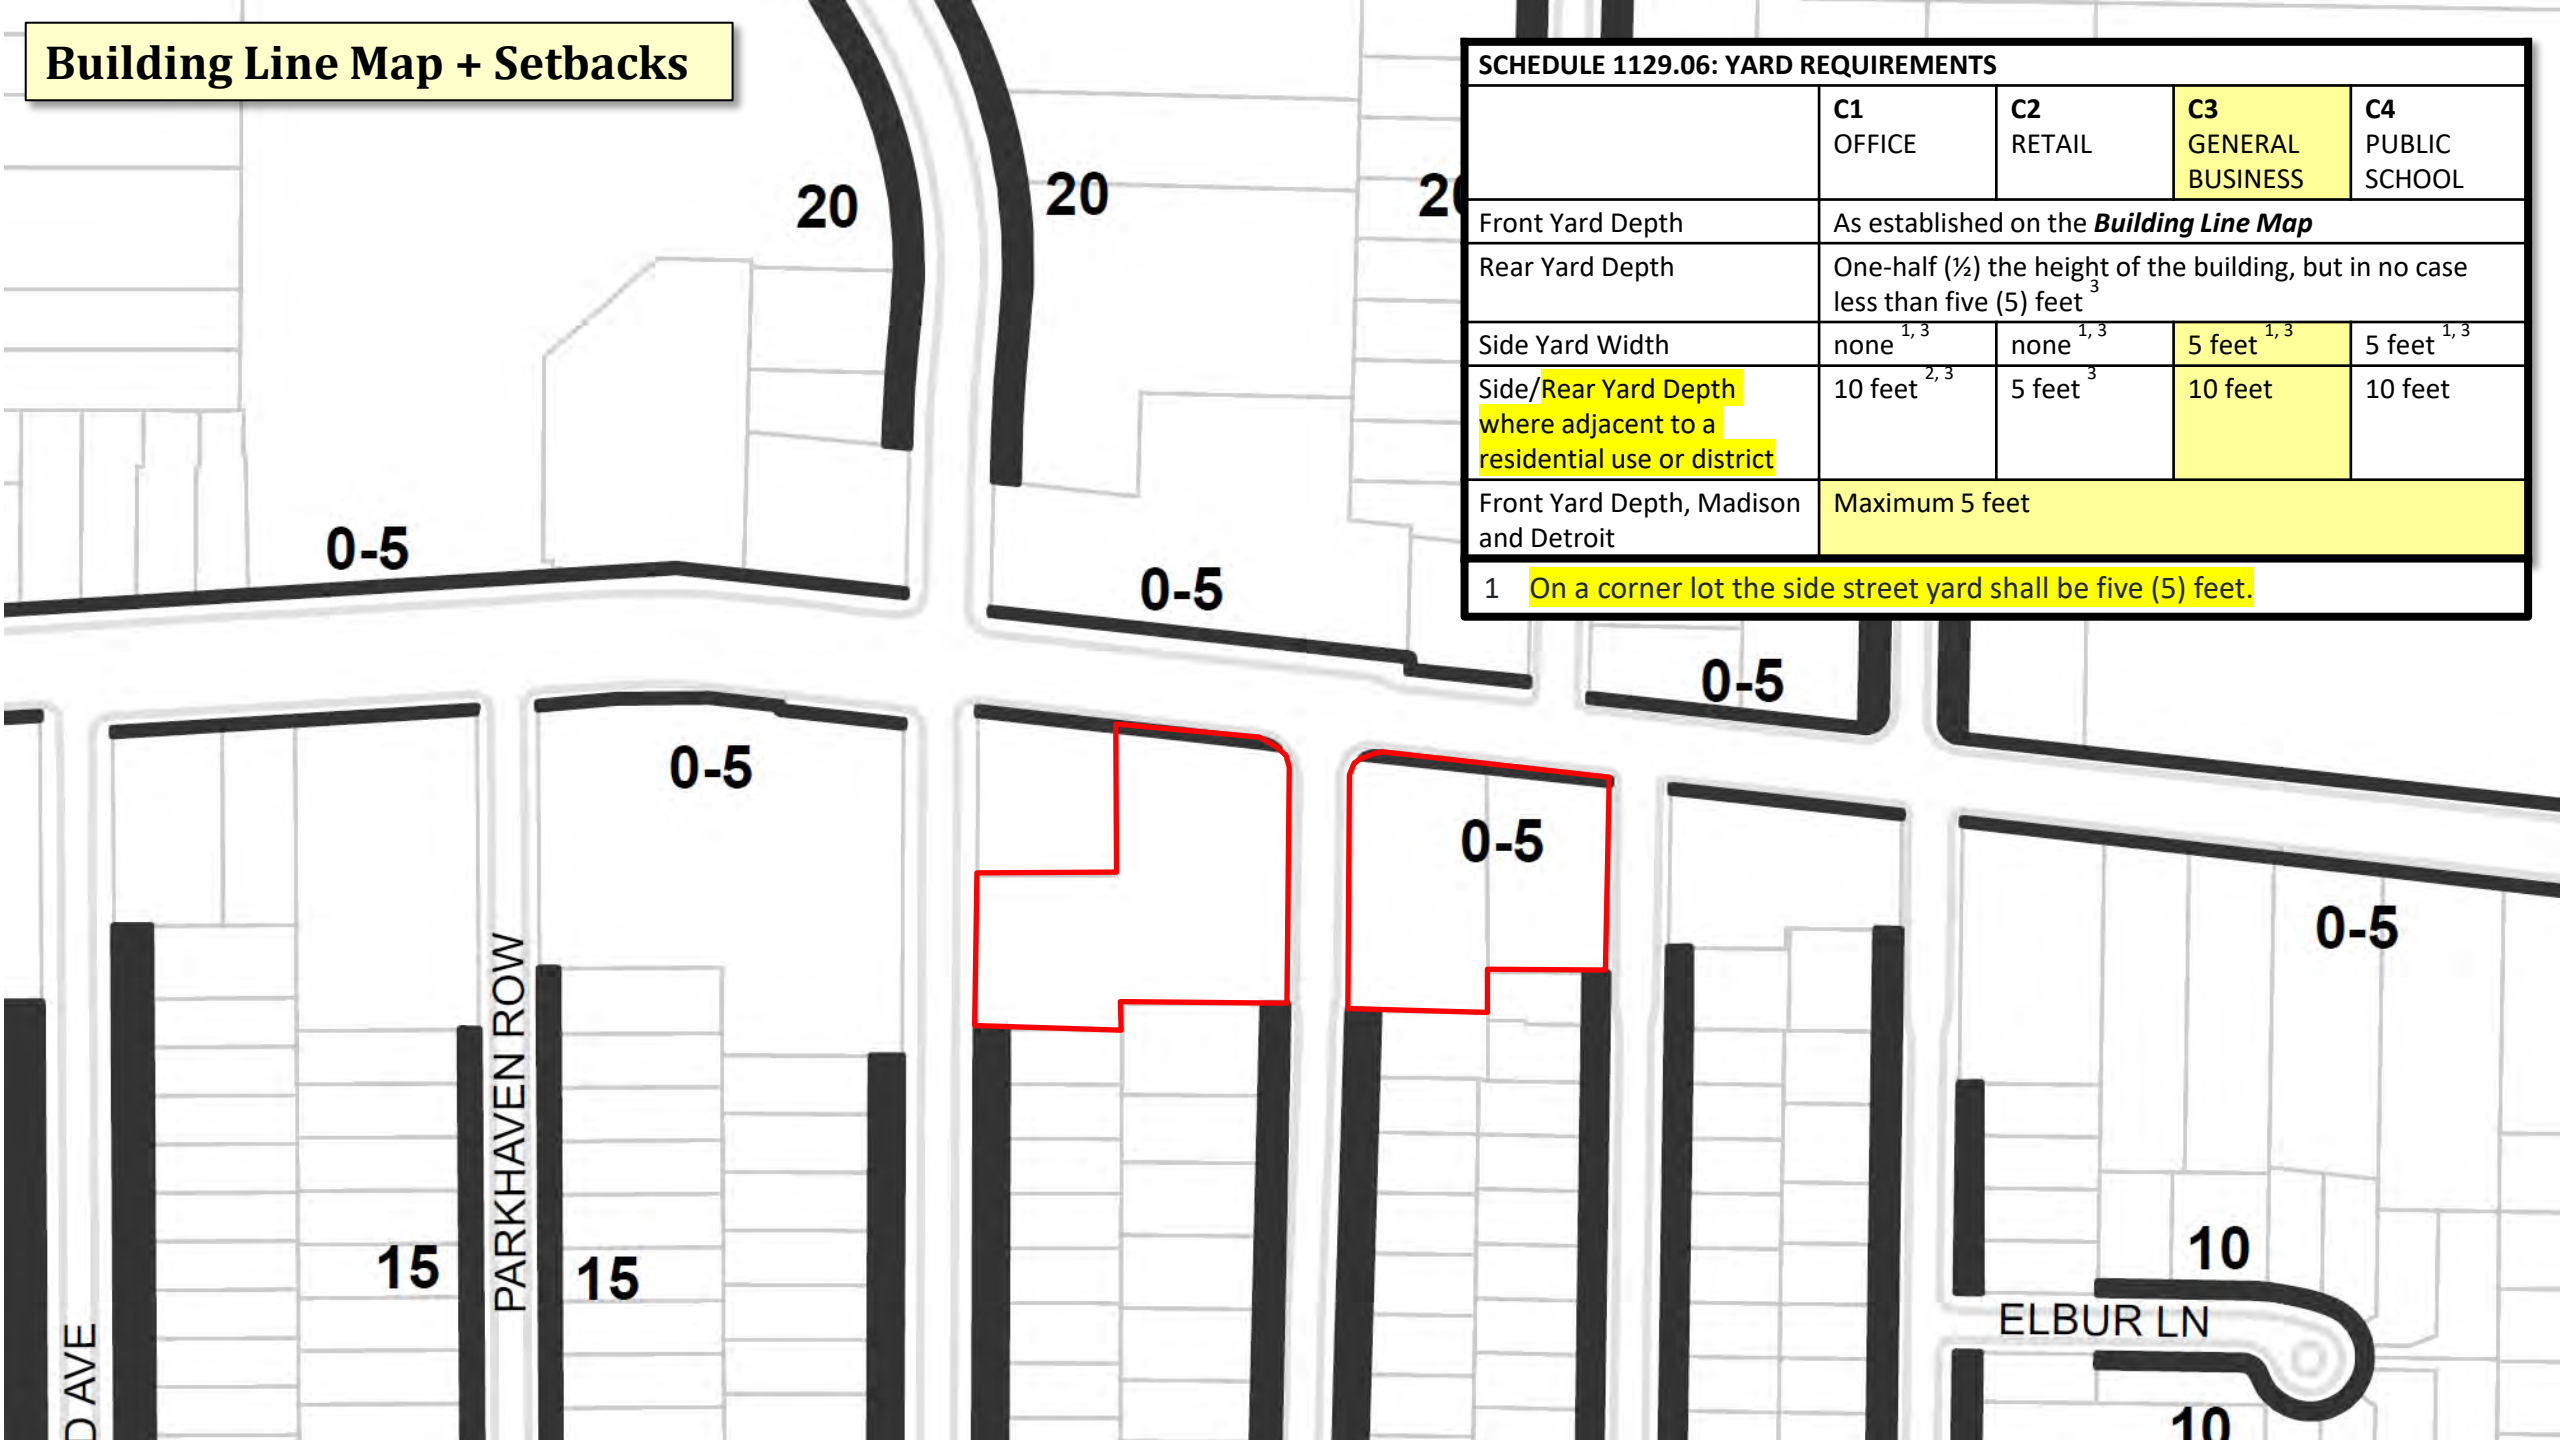 Building Line Map + Setbacks
SCHEDULE 1129.06: YARD REQUIREMENTS
C1
OFFICE
C2
RETAIL
C3
GENERAL
BUSINESS
C4
PUBLIC
SCHOOL
Front Yard Depth
As established on the Building Line Map
Rear Yard Depth
One-half (½) the height of the building, but in no case
less than five (5) feet 3
Side Yard Width
none 1, 3
none 1, 3
5 feet 1, 3
5 feet 1, 3
Side/Rear Yard Depth
where adjacent to a
residential use or district
10 feet 2, 3
5 feet 3
10 feet
10 feet
Front Yard Depth, Madison
and Detroit
Maximum 5 feet
1 On a corner lot the side street yard shall be five (5) feet.
20
20
0-5
0-5
0-5
0-5
0-5
0-5
PARKHAVEN ROW
15
15
10
ELBUR LN
10
AVE